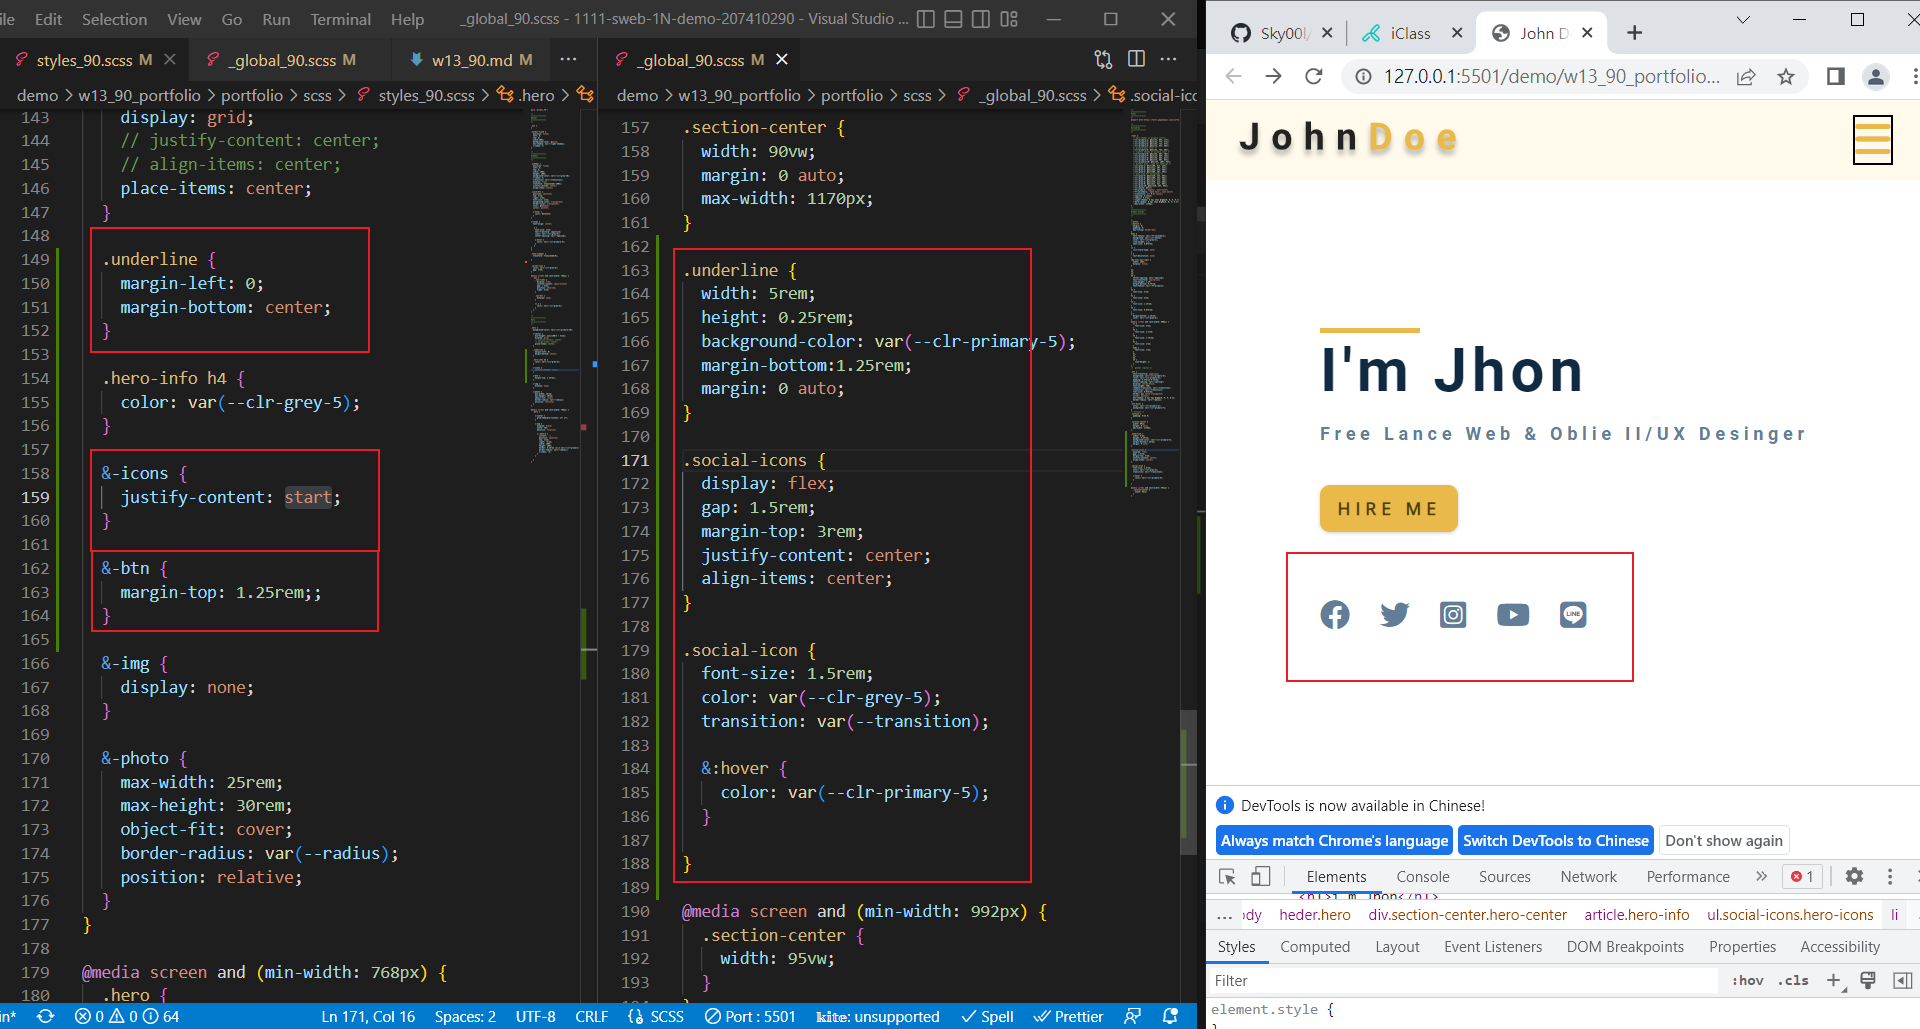 ile Edit Selection View Go Run Terminal Help _global_90.scss - 1111-sweb-1N-demo-207410290 - Visual Studio ...
styles_90.scss M _global_90.scss M w13_90.md M ...
demo > w13_90_portfolio > portfolio > scss > styles_90.scss > .hero >
143 display: grid;
144 // justify-content: center;
145 // align-items: center;
146 place-items: center;
147 }
148
149 .underline {
150 margin-left: 0;
151 margin-bottom: center;
152 }
153
154 .hero-info h4 {
155 color: var(--clr-grey-5);
156 }
157
158 &-icons {
159 justify-content: start;
160 }
161
162 &-btn {
163 margin-top: 1.25rem;;
164 }
165
166 &-img {
167 display: none;
168 }
169
170 &-photo {
171 max-width: 25rem;
172 max-height: 30rem;
173 object-fit: cover;
174 border-radius: var(--radius);
175 position: relative;
176 }
177 }
178
179 @media screen and (min-width: 768px) {
180 .hero {
_global_90.scss M
demo > w13_90_portfolio > portfolio > scss > _global_90.scss > .social-ico
157 .section-center {
158 width: 90vw;
159 margin: 0 auto;
160 max-width: 1170px;
161 }
162
163 .underline {
164 width: 5rem;
165 height: 0.25rem;
166 background-color: var(--clr-primary-5);
167 margin-bottom:1.25rem;
168 margin: 0 auto;
169 }
170
171 .social-icons {
172 display: flex;
173 gap: 1.5rem;
174 margin-top: 3rem;
175 justify-content: center;
176 align-items: center;
177 }
178
179 .social-icon {
180 font-size: 1.5rem;
181 color: var(--clr-grey-5);
182 transition: var(--transition);
183
184 &:hover {
185 color: var(--clr-primary-5);
186 }
187
188 }
189
190 @media screen and (min-width: 992px) {
191 .section-center {
192 width: 95vw;
193 }
in* 0 0 64 Ln 171, Col 16 Spaces: 2 UTF-8 CRLF SCSS Port : 5501 kite: unsupported Spell Prettier
Sky00l/ iClass John D
127.0.0.1:5501/demo/w13_90_portfolio...
JohnDoe
I'm Jhon
Free Lance Web & Oblie II/UX Desinger
HIRE ME
LINE
DevTools is now available in Chinese!
Always match Chrome's language Switch DevTools to Chinese Don't show again
Elements Console Sources Network Performance » 1
... ody heder.hero div.section-center.hero-center article.hero-info ul.social-icons.hero-icons li
Styles Computed Layout Event Listeners DOM Breakpoints Properties Accessibility
Filter :hov .cls
element.style {